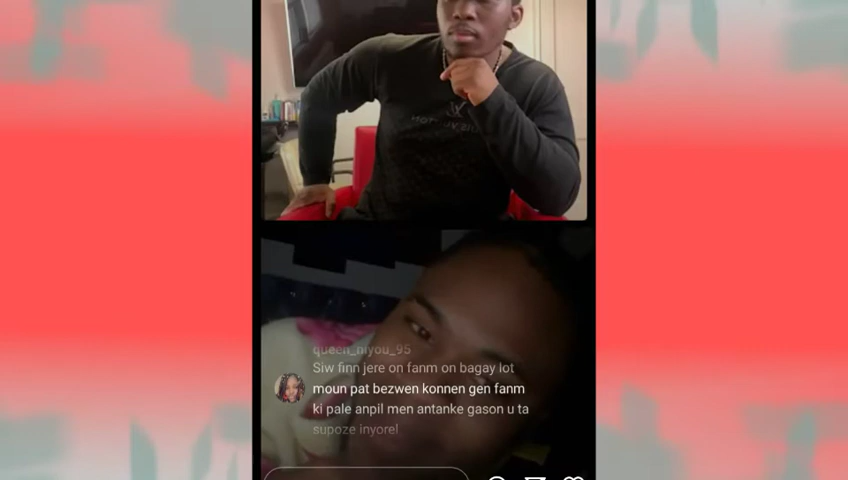 queen_niyou_95
Siw finn jere on fanm on bagay lot
moun pat bezwen konnen gen fanm
ki pale anpil men antanke gason u ta
supoze inyorel